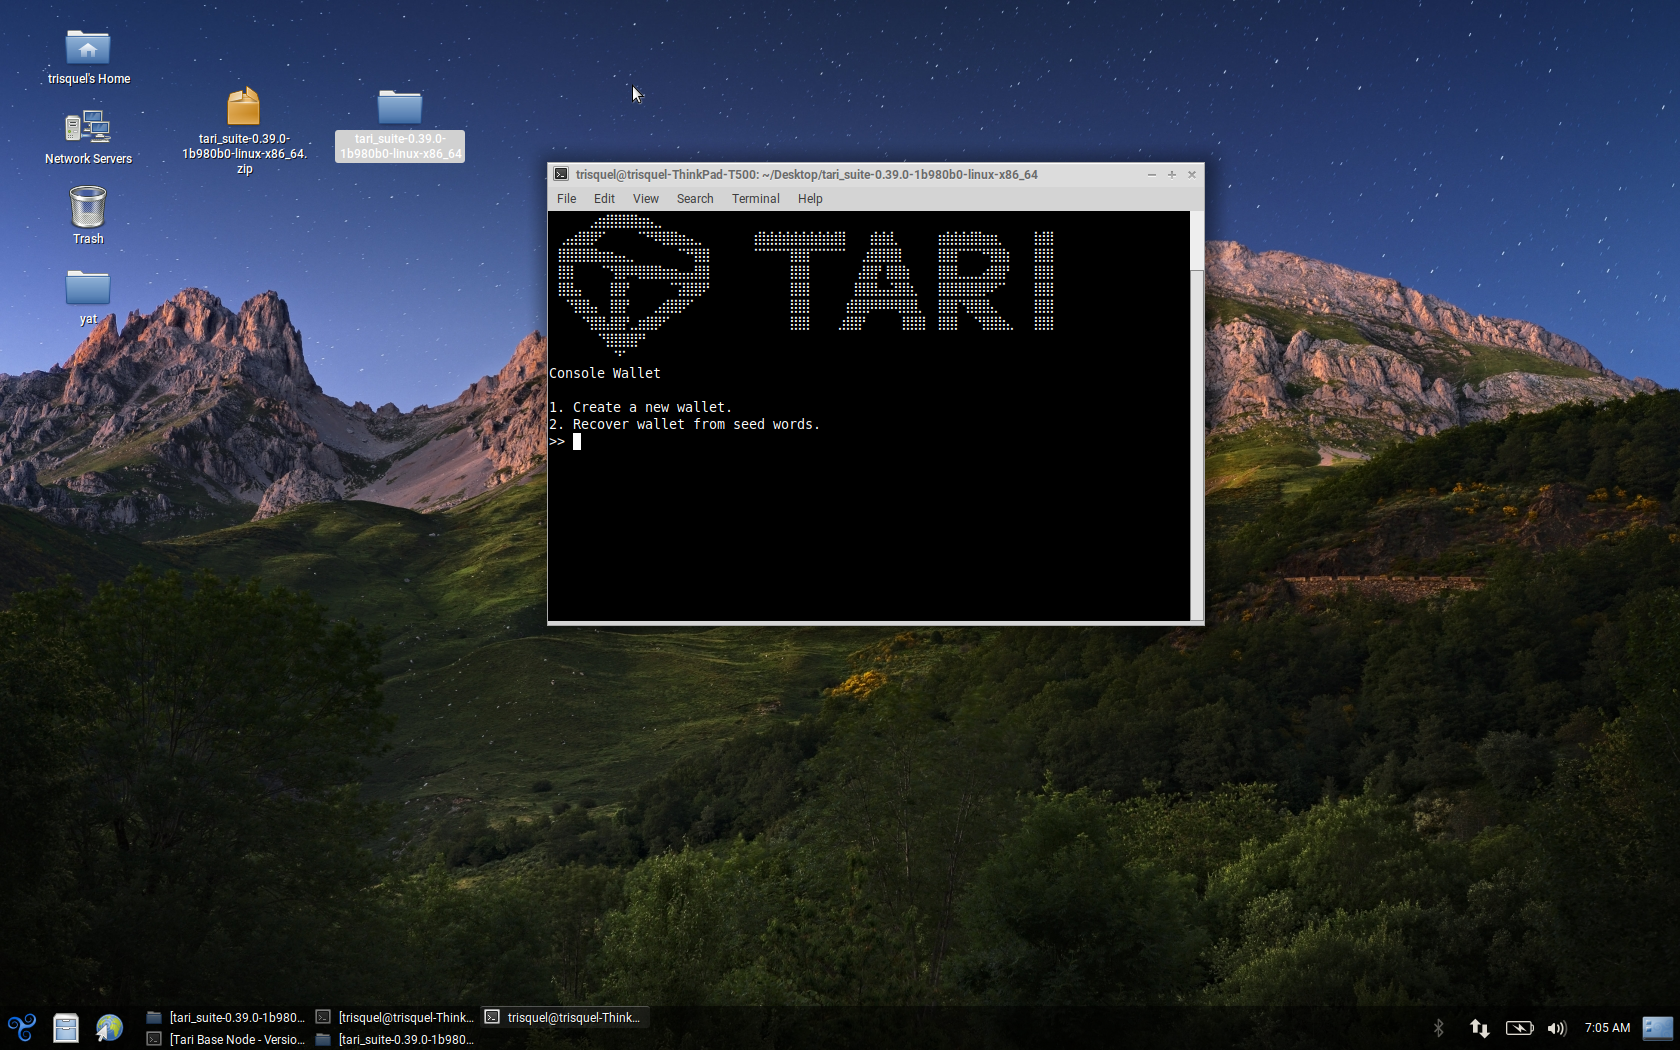 trisquel's Home
Network Servers
Trash
yat
tari_suite-0.39.0-
1b980b0-linux-x86_64.
zip
tari_suite-0.39.0-
1b980b0-linux-x86_64
trisquel@trisquel-ThinkPad-T500: ~/Desktop/tari_suite-0.39.0-1b980b0-linux-x86_64
File Edit View Search Terminal Help
TARI
Console Wallet
1. Create a new wallet.
2. Recover wallet from seed words.
>>
[tari_suite-0.39.0-1b980... [trisquel@trisquel-Think... trisquel@trisquel-Think...
[Tari Base Node - Versio... [tari_suite-0.39.0-1b980...
7:05 AM